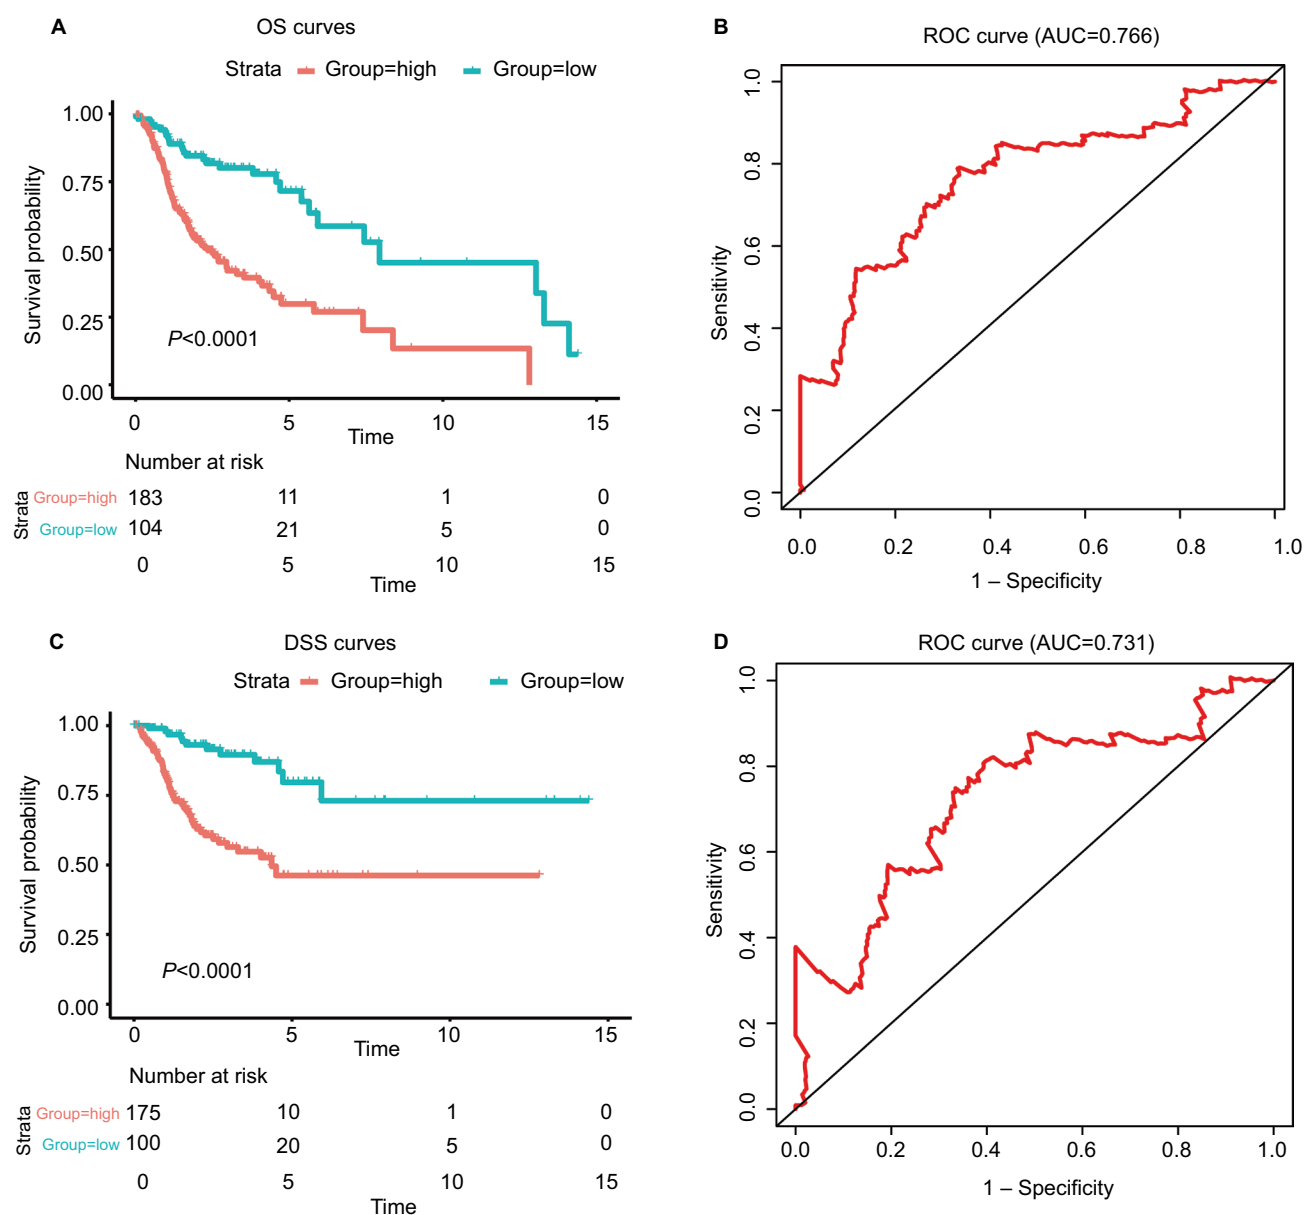 A
OS curves
Strata Group=high Group=low
1.00
0.75
0.50
0.25
0.00
Survival probability
P<0.0001
0 5 10 15
Time
Number at risk
Strata
Group=high 183 11 1 0
Group=low 104 21 5 0
0 5 10 15
Time
B
ROC curve (AUC=0.766)
1.0
0.8
0.6
0.4
0.2
0.0
Sensitivity
0.0 0.2 0.4 0.6 0.8 1.0
1 – Specificity
C
DSS curves
Strata Group=high Group=low
1.00
0.75
0.50
0.25
0.00
Survival probability
P<0.0001
0 5 10 15
Time
Number at risk
Strata
Group=high 175 10 1 0
Group=low 100 20 5 0
0 5 10 15
Time
D
ROC curve (AUC=0.731)
1.0
0.8
0.6
0.4
0.2
0.0
Sensitivity
0.0 0.2 0.4 0.6 0.8 1.0
1 – Specificity